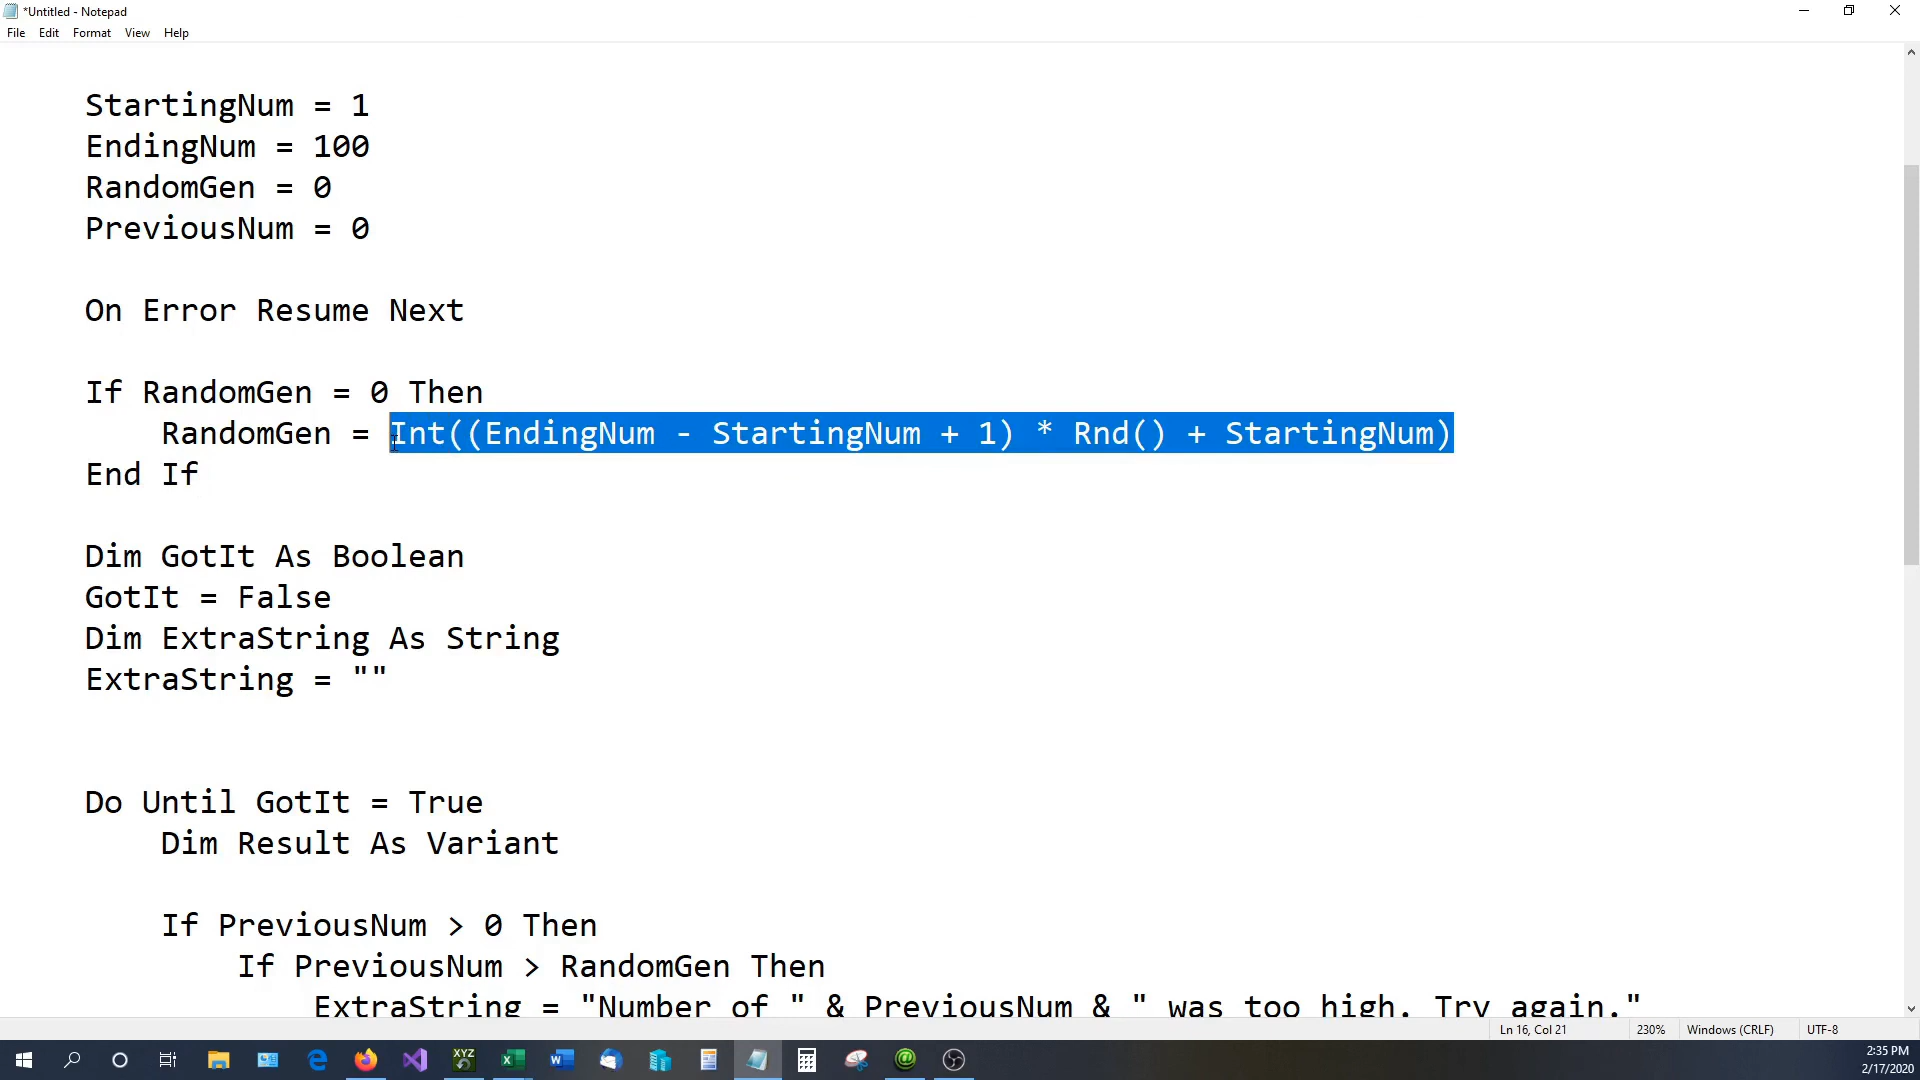 *Untitled - Notepad
File Edit Format View Help
StartingNum = 1
EndingNum = 100
RandomGen = 0
PreviousNum = 0
On Error Resume Next
If RandomGen = 0 Then
RandomGen = Int((EndingNum - StartingNum + 1) * Rnd() + StartingNum)
End If
Dim GotIt As Boolean
GotIt = False
Dim ExtraString As String
ExtraString = ""
Do Until GotIt = True
Dim Result As Variant
If PreviousNum > 0 Then
If PreviousNum > RandomGen Then
ExtraString = "Number of " & PreviousNum & " was too high. Try again."
Ln 16, Col 21 230% Windows (CRLF) UTF-8
XYZ
2:35 PM
2/17/2020